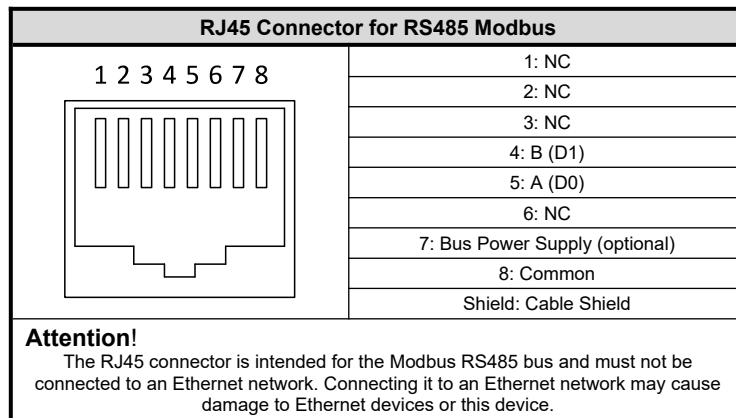 RJ45 Connector for RS485 Modbus
1 2 3 4 5 6 7 8
1: NC
2: NC
3: NC
4: B (D1)
5: A (D0)
6: NC
7: Bus Power Supply (optional)
8: Common
Shield: Cable Shield
Attention!
The RJ45 connector is intended for the Modbus RS485 bus and must not be
connected to an Ethernet network. Connecting it to an Ethernet network may cause
damage to Ethernet devices or this device.